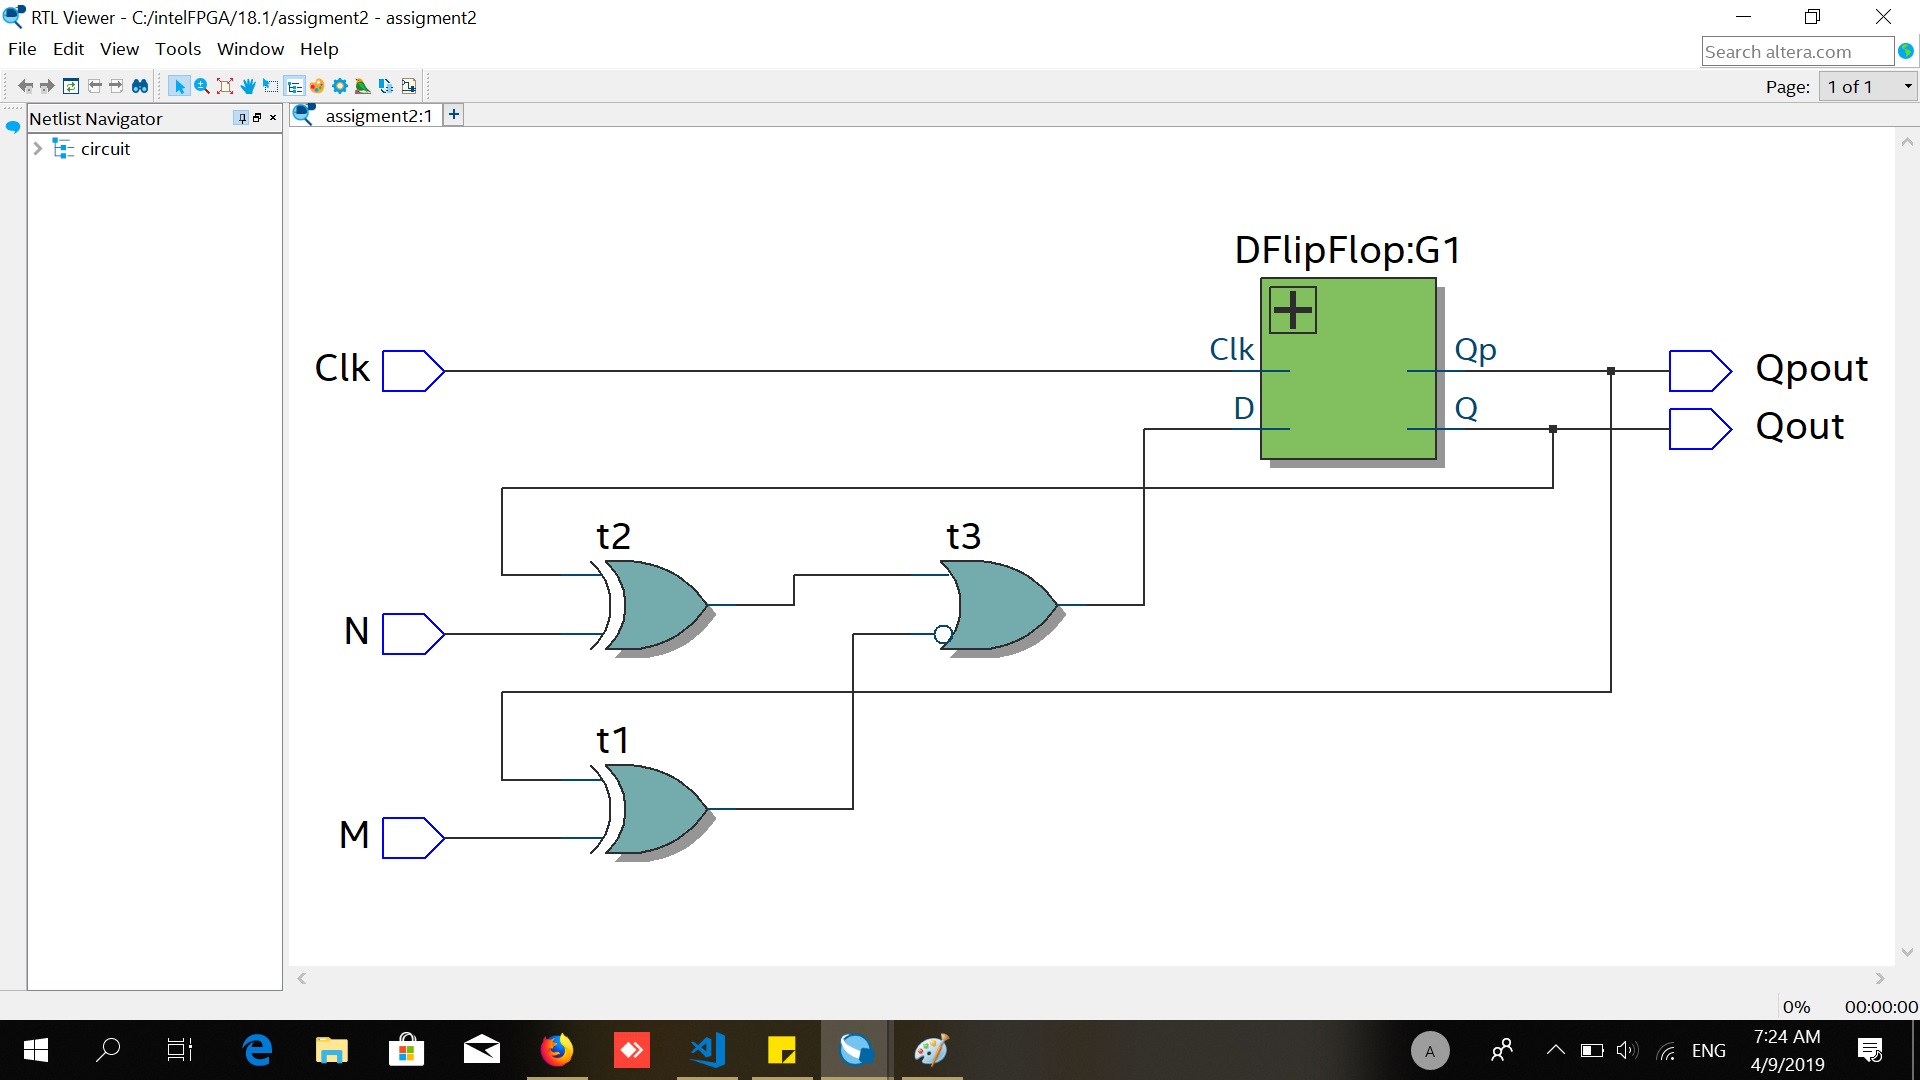 RTL Viewer - C:/intelFPGA/18.1/assigment2 - assigment2
File Edit View Tools Window Help
Search altera.com
Page: 1 of 1
Netlist Navigator
assigment2:1
circuit
DFlipFlop:G1
Clk
Clk
Qp
Qpout
D
Q
Qout
t2
t3
N
t1
M
0% 00:00:00
A
ENG
7:24 AM
4/9/2019